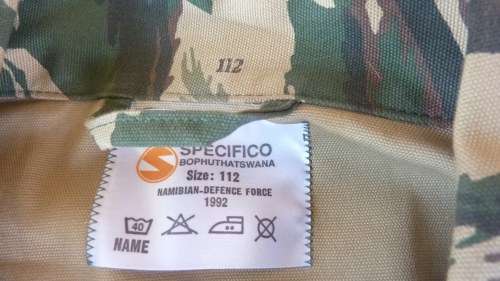 112
SPECIFICO
BOPHUTHATSWANA
Size: 112
NAMIBIAN-DEFENCE FORCE
1992
40
NAME